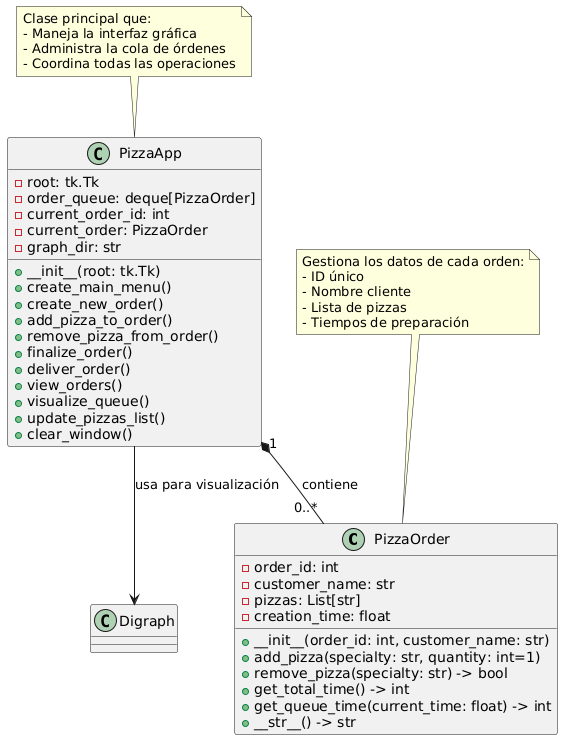 Clase principal que:
- Maneja la interfaz gráfica
- Administra la cola de órdenes
- Coordina todas las operaciones
C PizzaApp
root: tk.Tk
order_queue: deque[PizzaOrder]
current_order_id: int
current_order: PizzaOrder
graph_dir: str
__init__(root: tk.Tk)
create_main_menu()
create_new_order()
add_pizza_to_order()
remove_pizza_from_order()
finalize_order()
deliver_order()
view_orders()
visualize_queue()
update_pizzas_list()
clear_window()
Gestiona los datos de cada orden:
- ID único
- Nombre cliente
- Lista de pizzas
- Tiempos de preparación
1
usa para visualización
contiene
0..*
C Digraph
C PizzaOrder
order_id: int
customer_name: str
pizzas: List[str]
creation_time: float
__init__(order_id: int, customer_name: str)
add_pizza(specialty: str, quantity: int=1)
remove_pizza(specialty: str) -> bool
get_total_time() -> int
get_queue_time(current_time: float) -> int
__str__() -> str